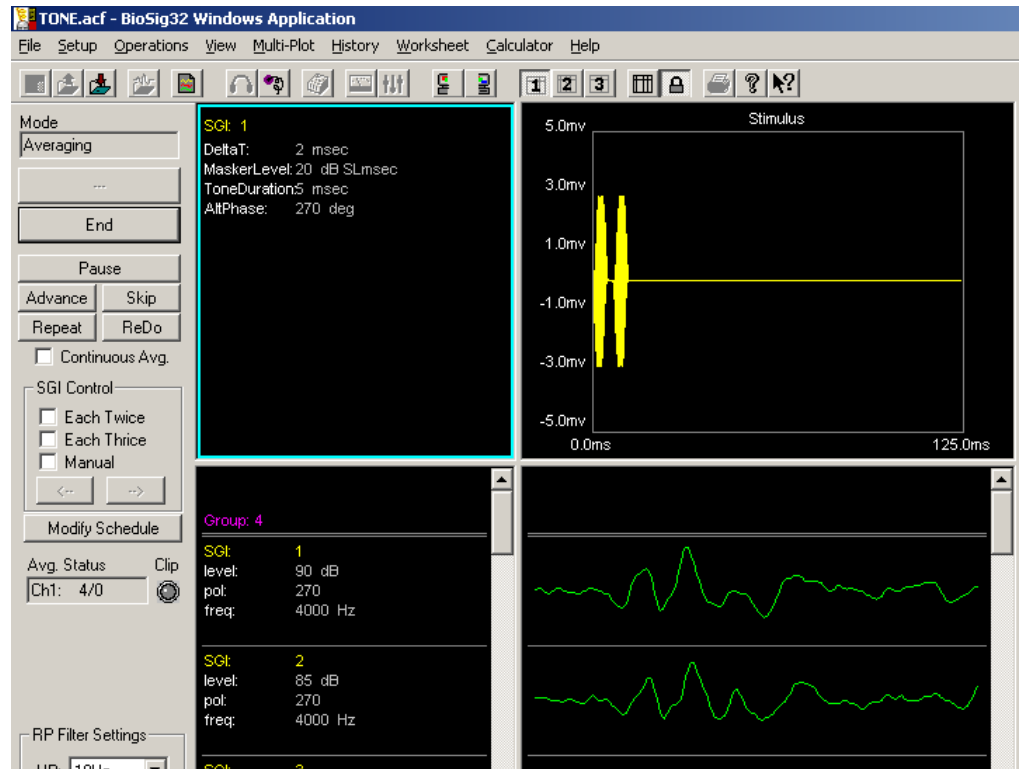 TONE.acf - BioSig32 Windows Application
File Setup Operations View Multi-Plot History Worksheet Calculator Help
1 2 3
Mode
Averaging
---
End
Pause
Advance Skip
Repeat ReDo
Continuous Avg.
SGI Control
Each Twice
Each Thrice
Manual
<-- -->
Modify Schedule
Avg. Status Clip
Ch1: 4/0
RP Filter Settings
SGI: 1
DeltaT: 2 msec
MaskerLevel: 20 dB SLmsec
ToneDuration: 5 msec
AltPhase: 270 deg
Stimulus
5.0mv
3.0mv
1.0mv
-1.0mv
-3.0mv
-5.0mv
0.0ms 125.0ms
Group: 4
SGI: 1
level: 90 dB
pol: 270
freq: 4000 Hz
SGI: 2
level: 85 dB
pol: 270
freq: 4000 Hz